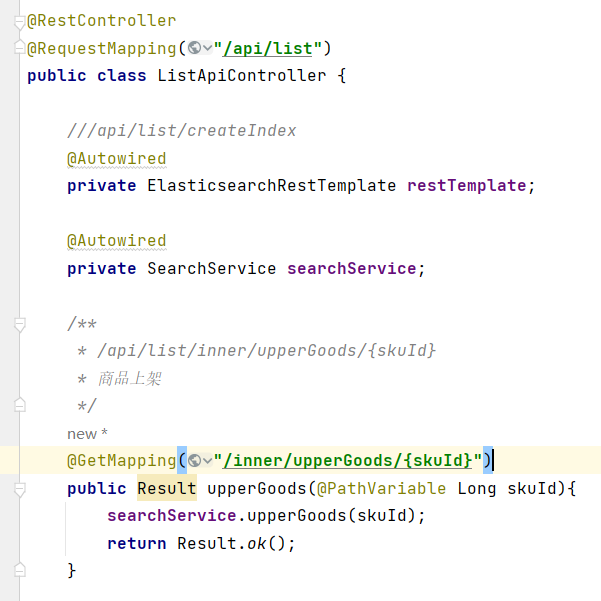 @RestController
@RequestMapping("/api/list")
public class ListApiController {
///api/list/createIndex
@Autowired
private ElasticsearchRestTemplate restTemplate;
@Autowired
private SearchService searchService;
/**
* /api/list/inner/upperGoods/{skuId}
* 商品上架
*/
new *
@GetMapping("/inner/upperGoods/{skuId}")
public Result upperGoods(@PathVariable Long skuId){
searchService.upperGoods(skuId);
return Result.ok();
}